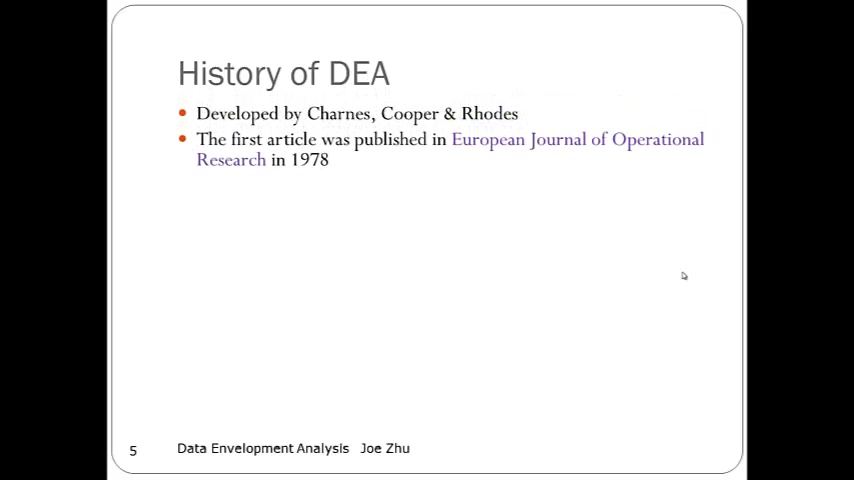 History of DEA
Developed by Charnes, Cooper & Rhodes
The first article was published in European Journal of Operational
Research in 1978
5 Data Envelopment Analysis Joe Zhu